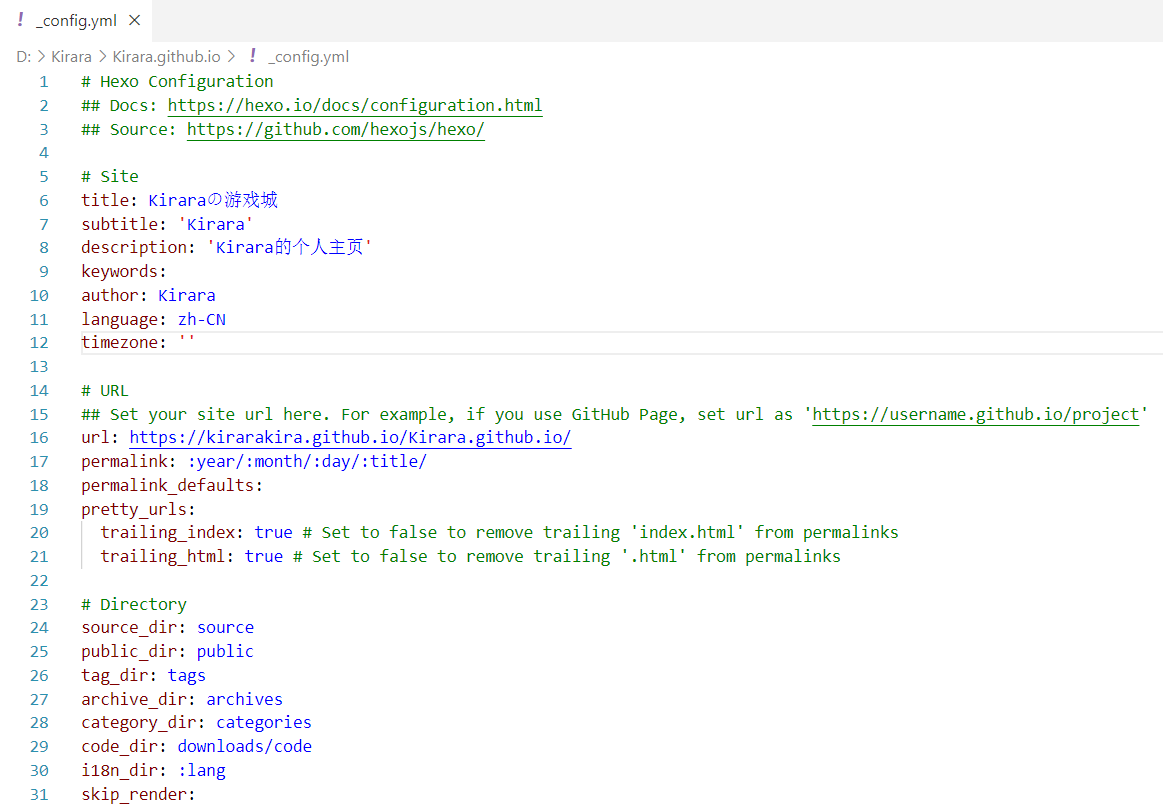 ! _config.yml ×
D: > Kirara > Kirara.github.io > ! _config.yml
1 # Hexo Configuration
2 ## Docs: https://hexo.io/docs/configuration.html
3 ## Source: https://github.com/hexojs/hexo/
4
5 # Site
6 title: Kiraraの游戏城
7 subtitle: 'Kirara'
8 description: 'Kirara的个人主页'
9 keywords:
10 author: Kirara
11 language: zh-CN
12 timezone: ''
13
14 # URL
15 ## Set your site url here. For example, if you use GitHub Page, set url as 'https://username.github.io/project'
16 url: https://kirarakira.github.io/Kirara.github.io/
17 permalink: :year/:month/:day/:title/
18 permalink_defaults:
19 pretty_urls:
20 trailing_index: true # Set to false to remove trailing 'index.html' from permalinks
21 trailing_html: true # Set to false to remove trailing '.html' from permalinks
22
23 # Directory
24 source_dir: source
25 public_dir: public
26 tag_dir: tags
27 archive_dir: archives
28 category_dir: categories
29 code_dir: downloads/code
30 i18n_dir: :lang
31 skip_render: